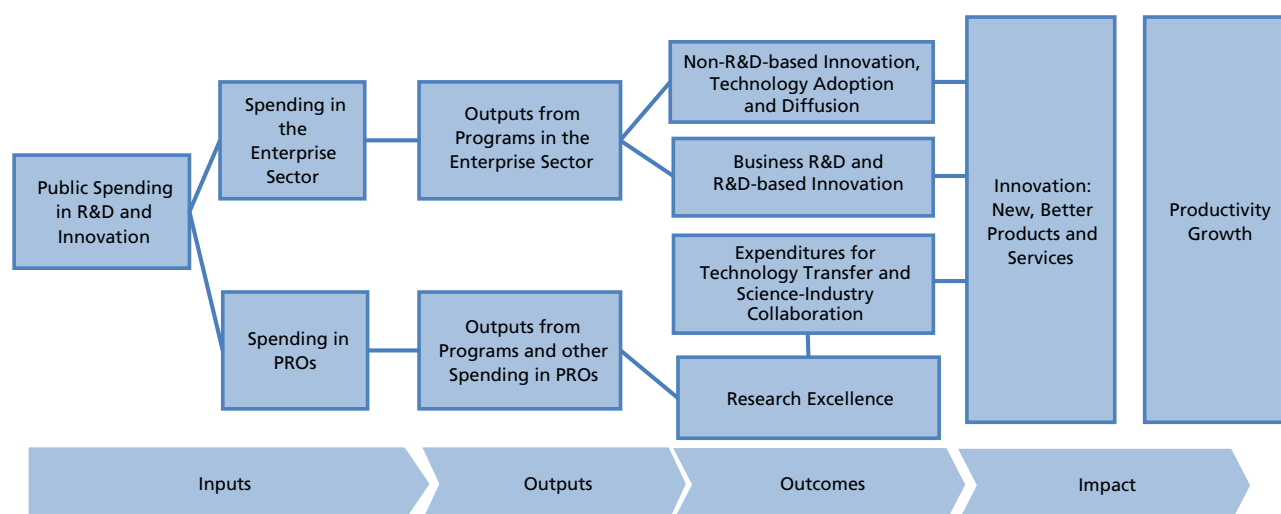 Public Spending
in R&D and
Innovation
Spending in
the
Enterprise
Sector
Spending in
PROs
Outputs from
Programs in the
Enterprise Sector
Outputs from
Programs and other
Spending in PROs
Non-R&D-based Innovation,
Technology Adoption
and Diffusion
Business R&D and
R&D-based Innovation
Expenditures for
Technology Transfer and
Science-Industry
Collaboration
Research Excellence
Innovation:
New, Better
Products and
Services
Productivity
Growth
Inputs
Outputs
Outcomes
Impact